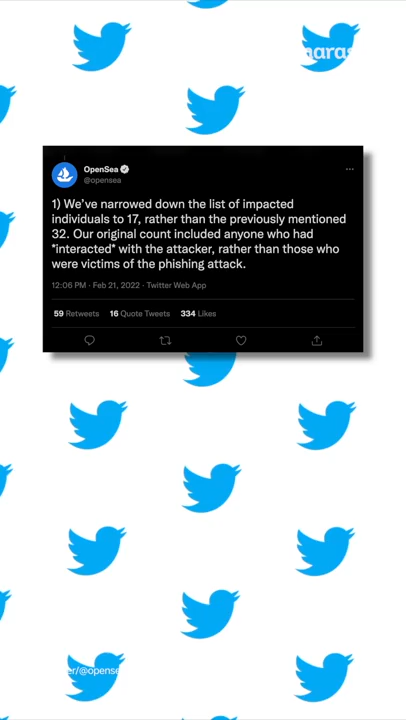 OpenSea
@opensea
1) We've narrowed down the list of impacted
individuals to 17, rather than the previously mentioned
32. Our original count included anyone who had
*interacted* with the attacker, rather than those who
were victims of the phishing attack.
12:06 PM · Feb 21, 2022 · Twitter Web App
59 Retweets 16 Quote Tweets 334 Likes